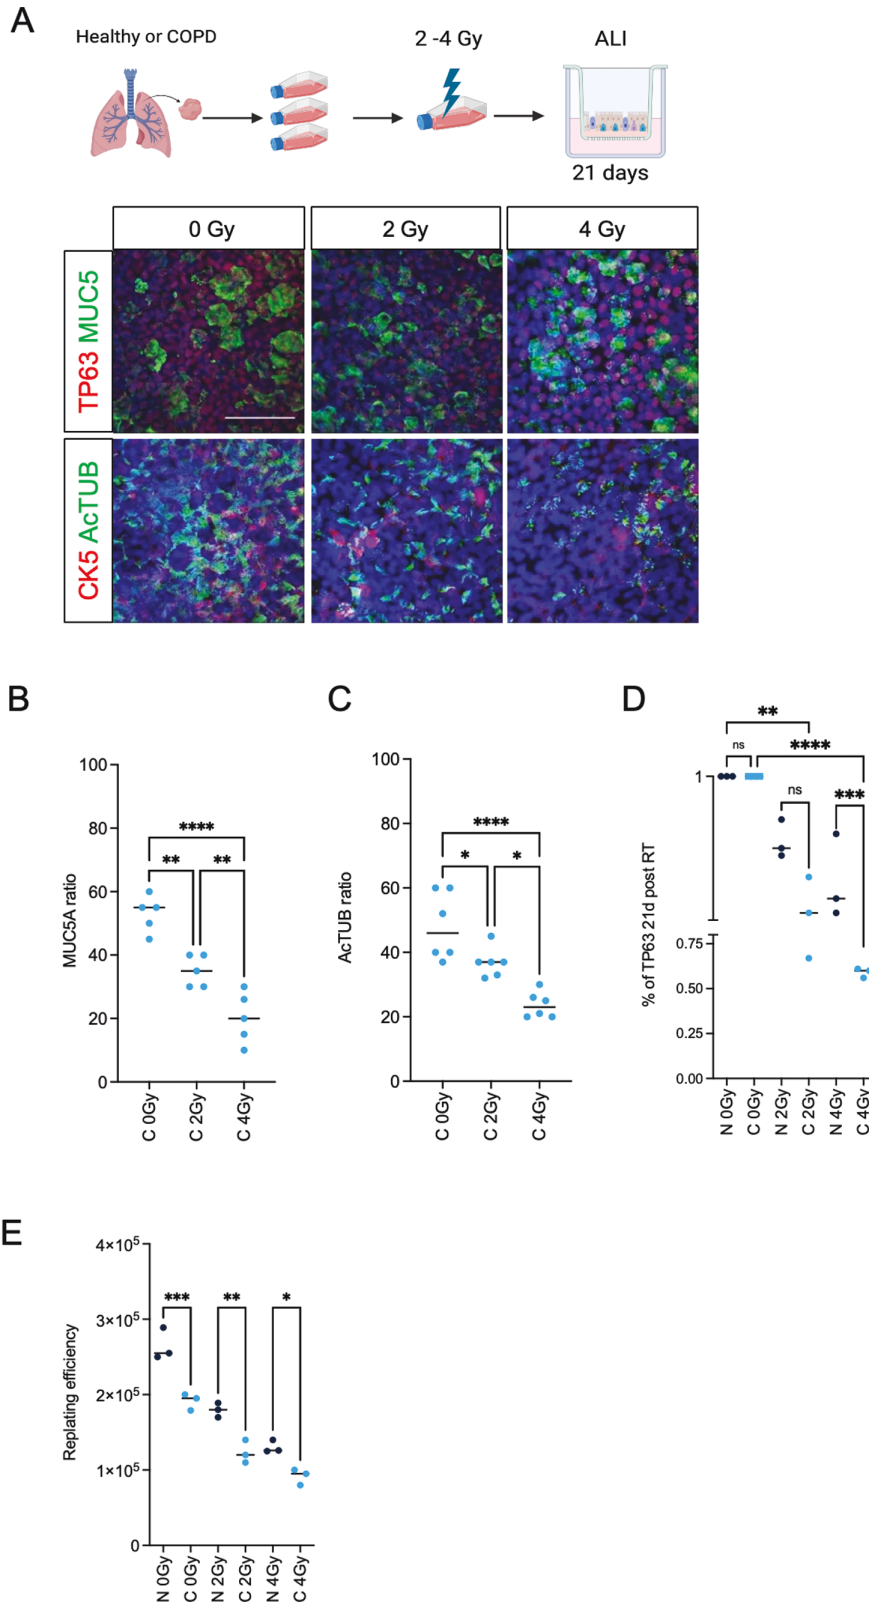 A
Healthy or COPD
2 -4 Gy
ALI
21 days
0 Gy
2 Gy
4 Gy
TP63 MUC5
CK5 AcTUB
B
MUC5A ratio
100
80
60
40
20
0
****
** **
C 0Gy
C 2Gy
C 4Gy
C
AcTUB ratio
100
80
60
40
20
0
****
* *
C 0Gy
C 2Gy
C 4Gy
D
% of TP63 21d post RT
1
0.75
0.50
0.25
0.00
**
ns ****
ns ***
N 0Gy
C 0Gy
N 2Gy
C 2Gy
N 4Gy
C 4Gy
E
Replating efficiency
4×10⁵
3×10⁵
2×10⁵
1×10⁵
0
*** ** *
N 0Gy
C 0Gy
N 2Gy
C 2Gy
N 4Gy
C 4Gy